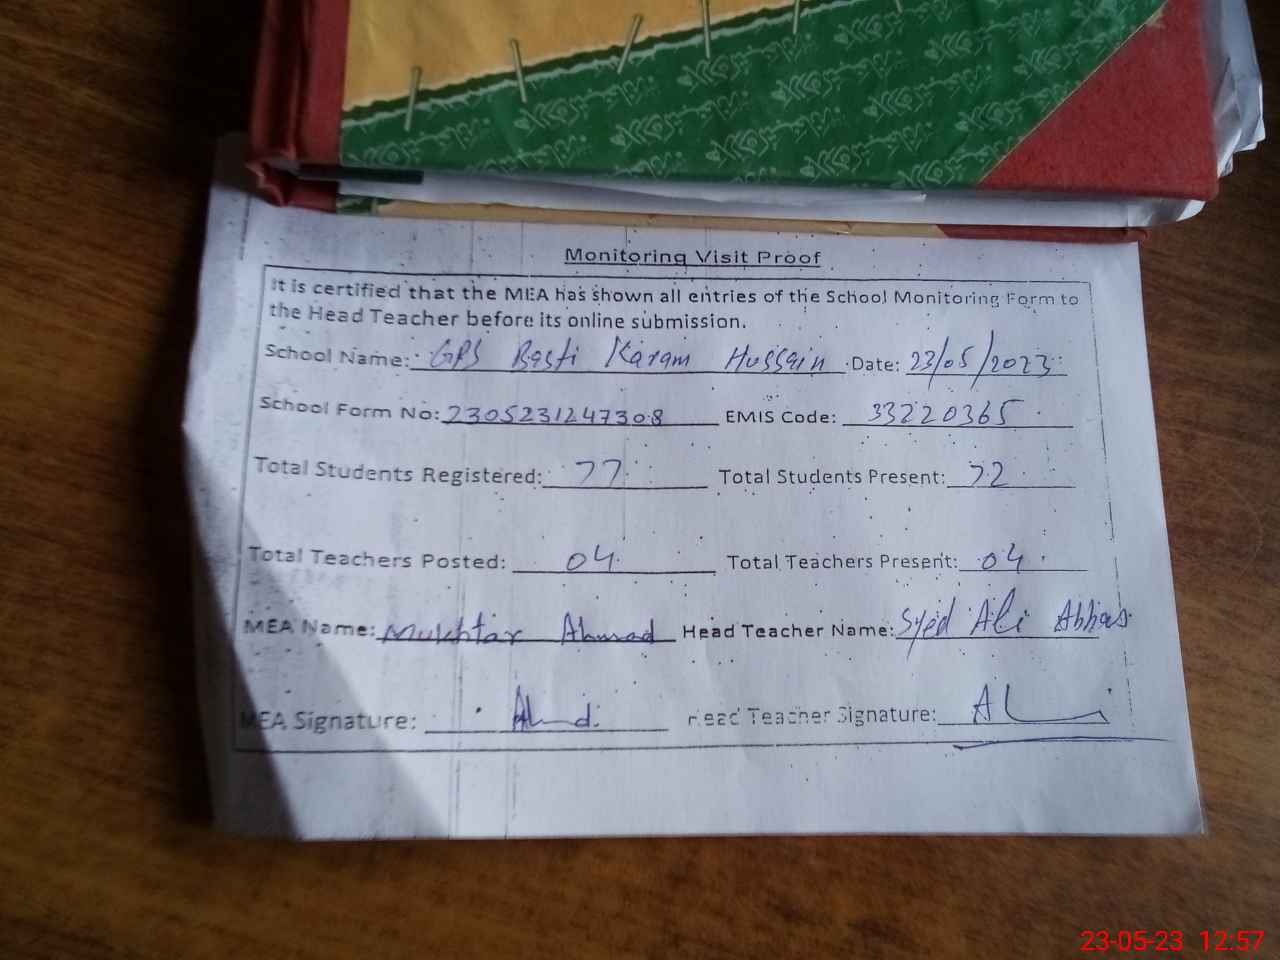 Monitoring Visit Proof
It is certified that the MEA has shown all entries of the School Monitoring Form to
the Head Teacher before its online submission.
School Name: GPS Basti Karam Hussain Date: 23/05/2023
School Form No: 2305231247308 EMIS Code: 33220365
Total Students Registered: 77 Total Students Present: 72
Total Teachers Posted: 04 Total Teachers Present: 04
MEA Name: Mukhtar Ahmad Head Teacher Name: Syed Ali Abbas
MEA Signature: Head Teacher Signature:
23-05-23 12:57